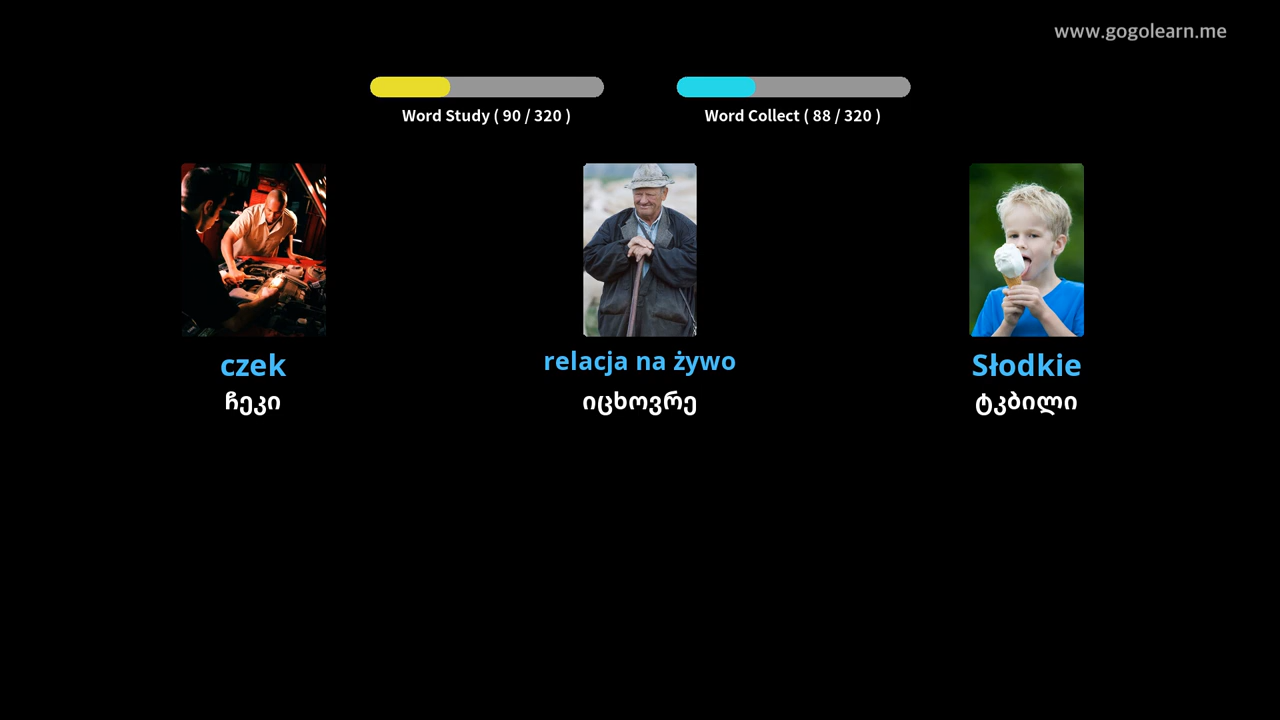 www.gogolearn.me
Word Study ( 90 / 320 )
Word Collect ( 88 / 320 )
czek
relacja na żywo
Słodkie
ჩეკი
იცხოვრე
ტკბილი